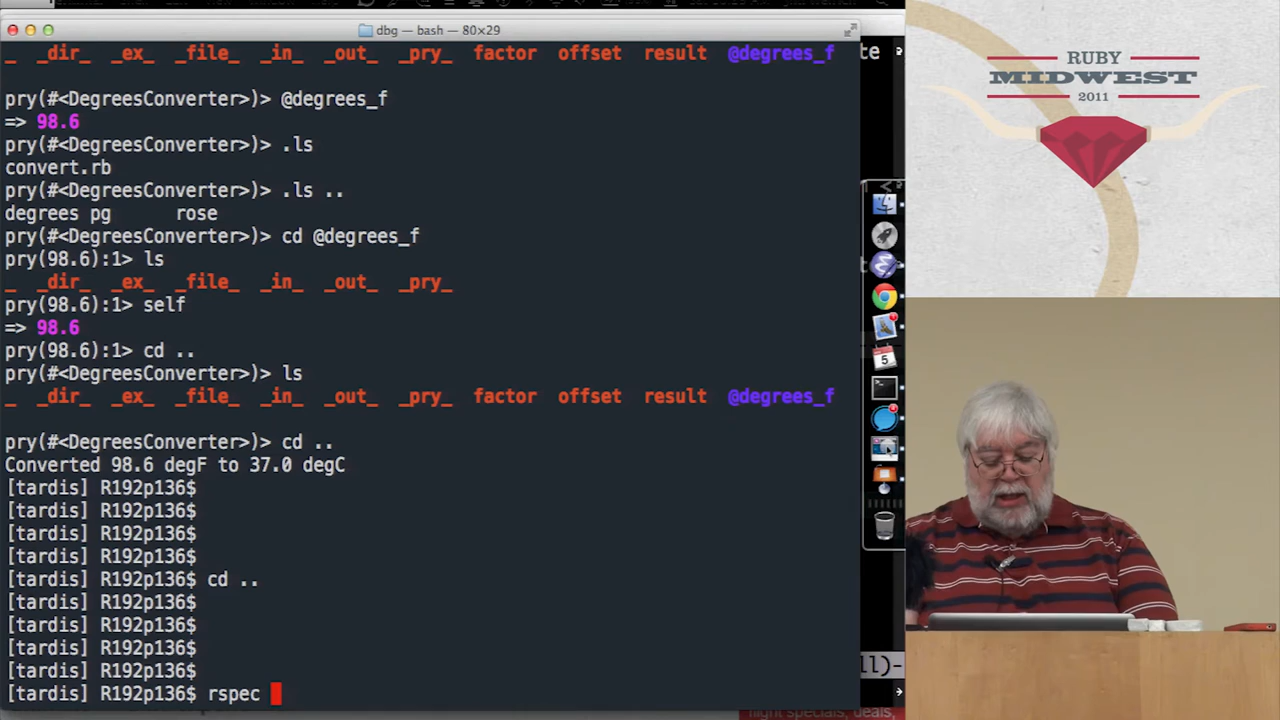 dbg — bash — 80×29
_ _dir_ _ex_ _file_ _in_ _out_ _pry_ factor offset result @degrees_f
pry(#<DegreesConverter>)> @degrees_f
=> 98.6
pry(#<DegreesConverter>)> .ls
convert.rb
pry(#<DegreesConverter>)> .ls ..
degrees pg rose
pry(#<DegreesConverter>)> cd @degrees_f
pry(98.6):1> ls
_ _dir_ _ex_ _file_ _in_ _out_ _pry_
pry(98.6):1> self
=> 98.6
pry(98.6):1> cd ..
pry(#<DegreesConverter>)> ls
_ _dir_ _ex_ _file_ _in_ _out_ _pry_ factor offset result @degrees_f
pry(#<DegreesConverter>)> cd ..
Converted 98.6 degF to 37.0 degC
[tardis] R192p136$
[tardis] R192p136$
[tardis] R192p136$
[tardis] R192p136$
[tardis] R192p136$ cd ..
[tardis] R192p136$
[tardis] R192p136$
[tardis] R192p136$
[tardis] R192p136$
[tardis] R192p136$ rspec
te
5
ll)-
RUBY
MIDWEST
2011